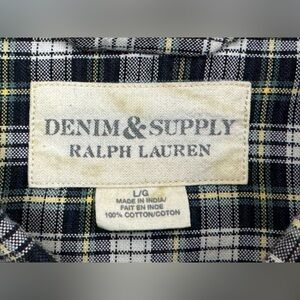 DENIM & SUPPLY
RALPH LAUREN
L/G
MADE IN INDIA/
FAIT EN INDE
100% COTTON/COTON